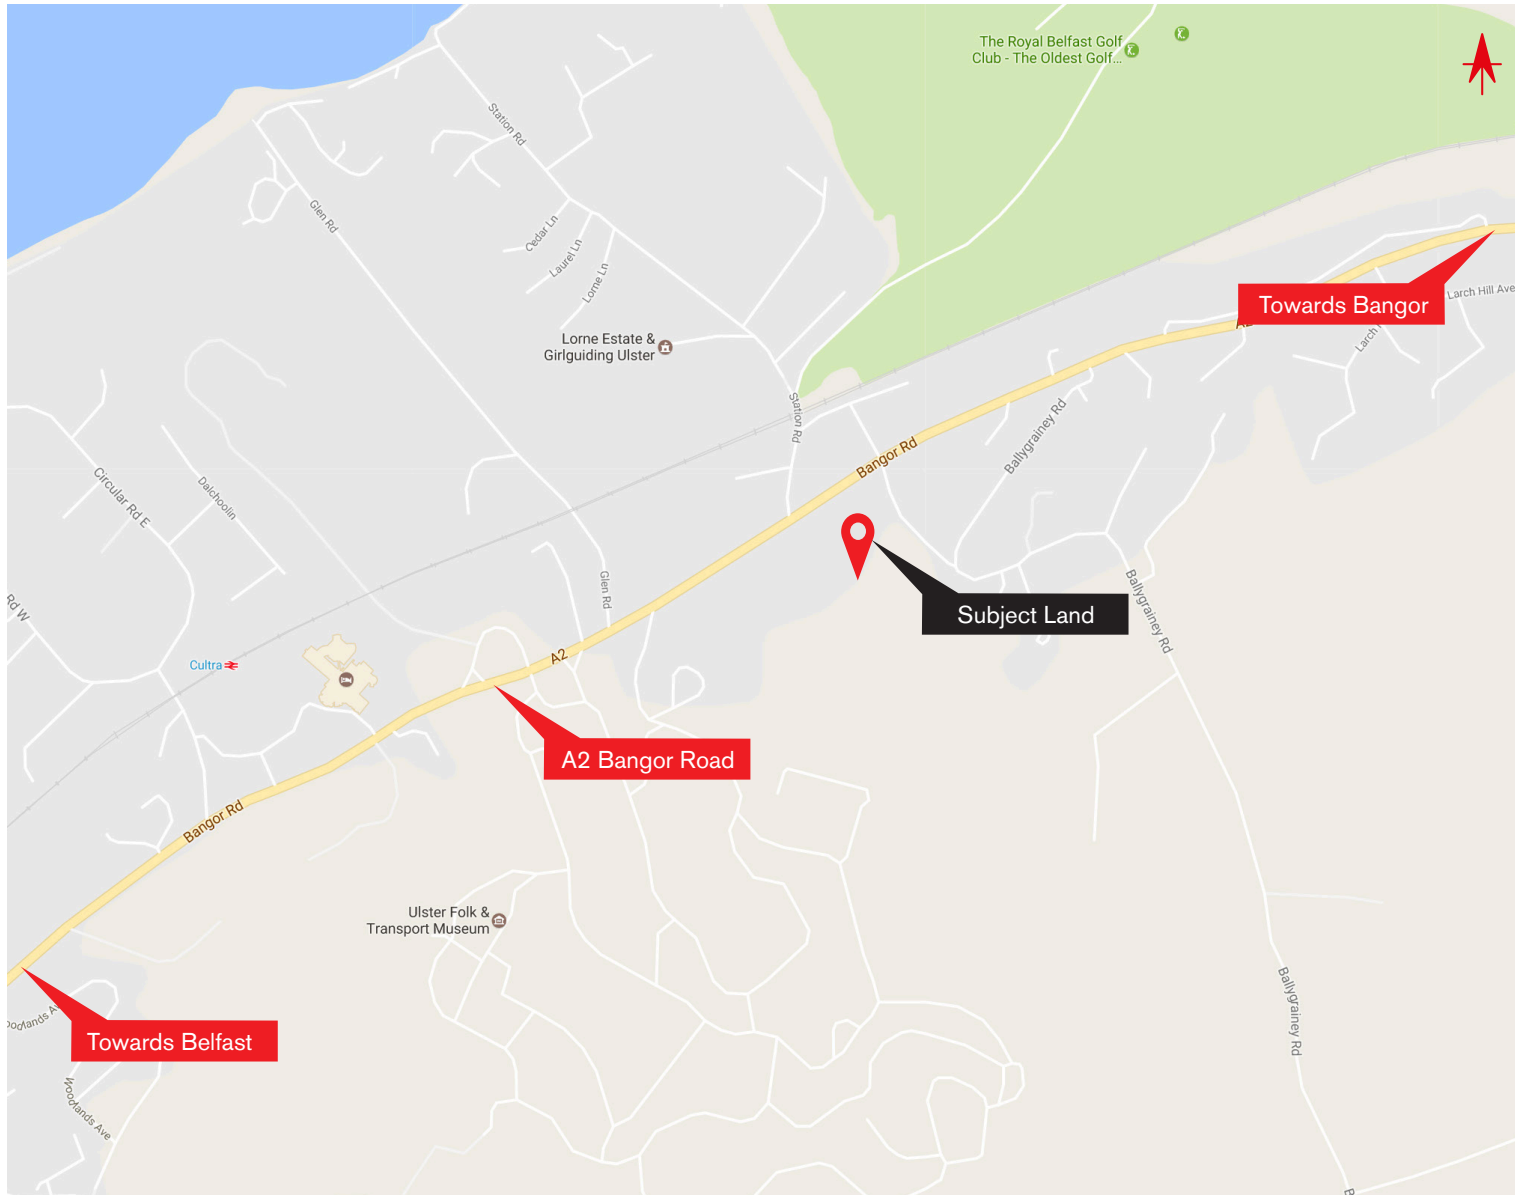 The Royal Belfast Golf
Club - The Oldest Golf...
Station Rd
Glen Rd
Cedar Ln
Laurel Ln
Lorne Ln
Towards Bangor
Larch Hill Ave
Larch
Lorne Estate &
Girlguiding Ulster
Station Rd
Bangor Rd
Ballygrainey Rd
Circular Rd E
Dalchoolin
Rd W
Glen Rd
Subject Land
Ballygrainey Rd
Cultra
A2
A2 Bangor Road
Bangor Rd
Ulster Folk &
Transport Museum
Ballygrainey Rd
Towards Belfast
Woodlands Ave